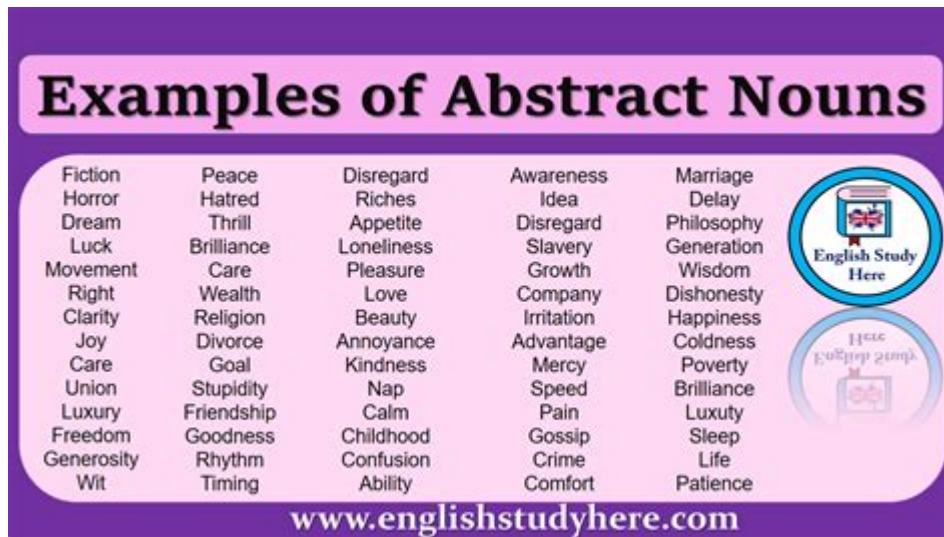 Examples of Abstract Nouns
Fiction Peace Disregard Awareness Marriage
Horror Hatred Riches Idea Delay
Dream Thrill Appetite Disregard Philosophy
Luck Brilliance Loneliness Slavery Generation
Movement Care Pleasure Growth Wisdom
Right Wealth Love Company Dishonesty
Clarity Religion Beauty Irritation Happiness
Joy Divorce Annoyance Advantage Coldness
Care Goal Kindness Mercy Poverty
Union Stupidity Nap Speed Brilliance
Luxury Friendship Calm Pain Luxuty
Freedom Goodness Childhood Gossip Sleep
Generosity Rhythm Confusion Crime Life
Wit Timing Ability Comfort Patience
English Study
Here
www.englishstudyhere.com